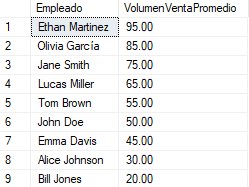 Empleado VolumenVentaPromedio
1 Ethan Martinez 95.00
2 Olivia García 85.00
3 Jane Smith 75.00
4 Lucas Miller 65.00
5 Tom Brown 55.00
6 John Doe 50.00
7 Emma Davis 45.00
8 Alice Johnson 30.00
9 Bill Jones 20.00